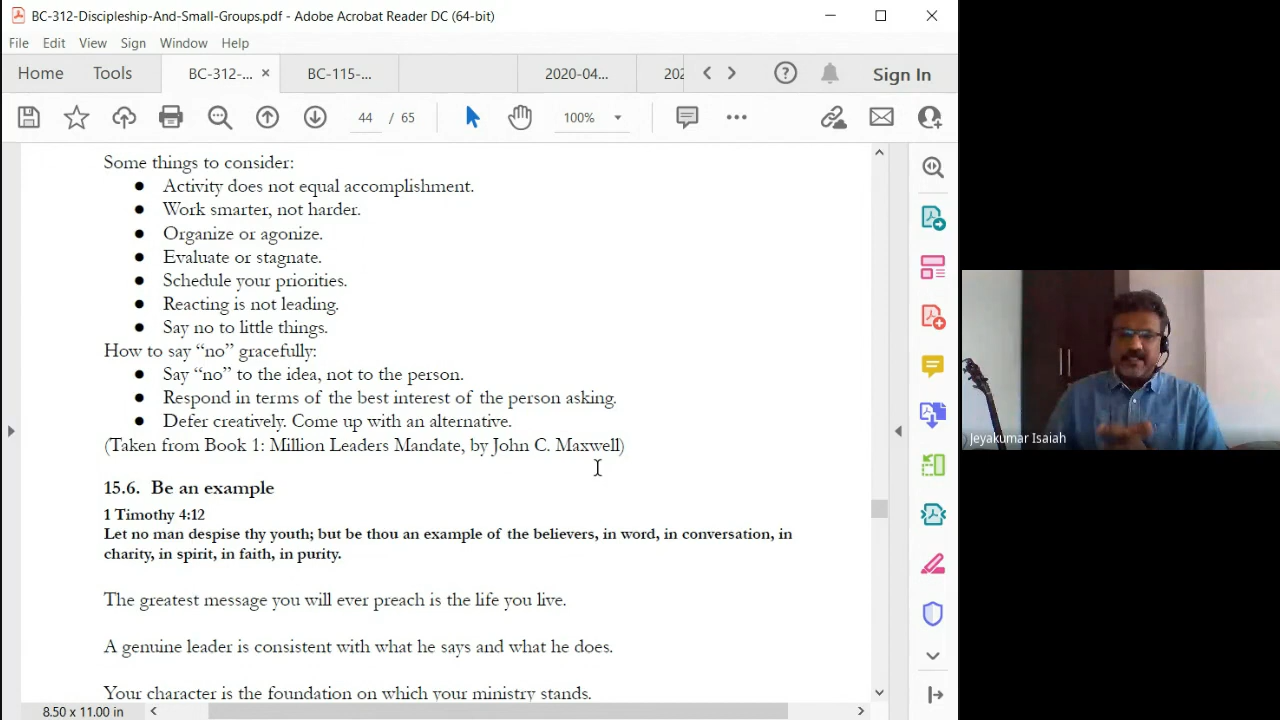 BC-312-Discipleship-And-Small-Groups.pdf - Adobe Acrobat Reader DC (64-bit)
File Edit View Sign Window Help
Home Tools BC-312-... × BC-115-... 2020-04... 202 Sign In
44 / 65 100%
Some things to consider:
● Activity does not equal accomplishment.
● Work smarter, not harder.
● Organize or agonize.
● Evaluate or stagnate.
● Schedule your priorities.
● Reacting is not leading.
● Say no to little things.
How to say “no” gracefully:
● Say “no” to the idea, not to the person.
● Respond in terms of the best interest of the person asking.
● Defer creatively. Come up with an alternative.
(Taken from Book 1: Million Leaders Mandate, by John C. Maxwell)
15.6. Be an example
1 Timothy 4:12
Let no man despise thy youth; but be thou an example of the believers, in word, in conversation, in
charity, in spirit, in faith, in purity.
The greatest message you will ever preach is the life you live.
A genuine leader is consistent with what he says and what he does.
Your character is the foundation on which your ministry stands.
8.50 x 11.00 in
Jeyakumar Isaiah